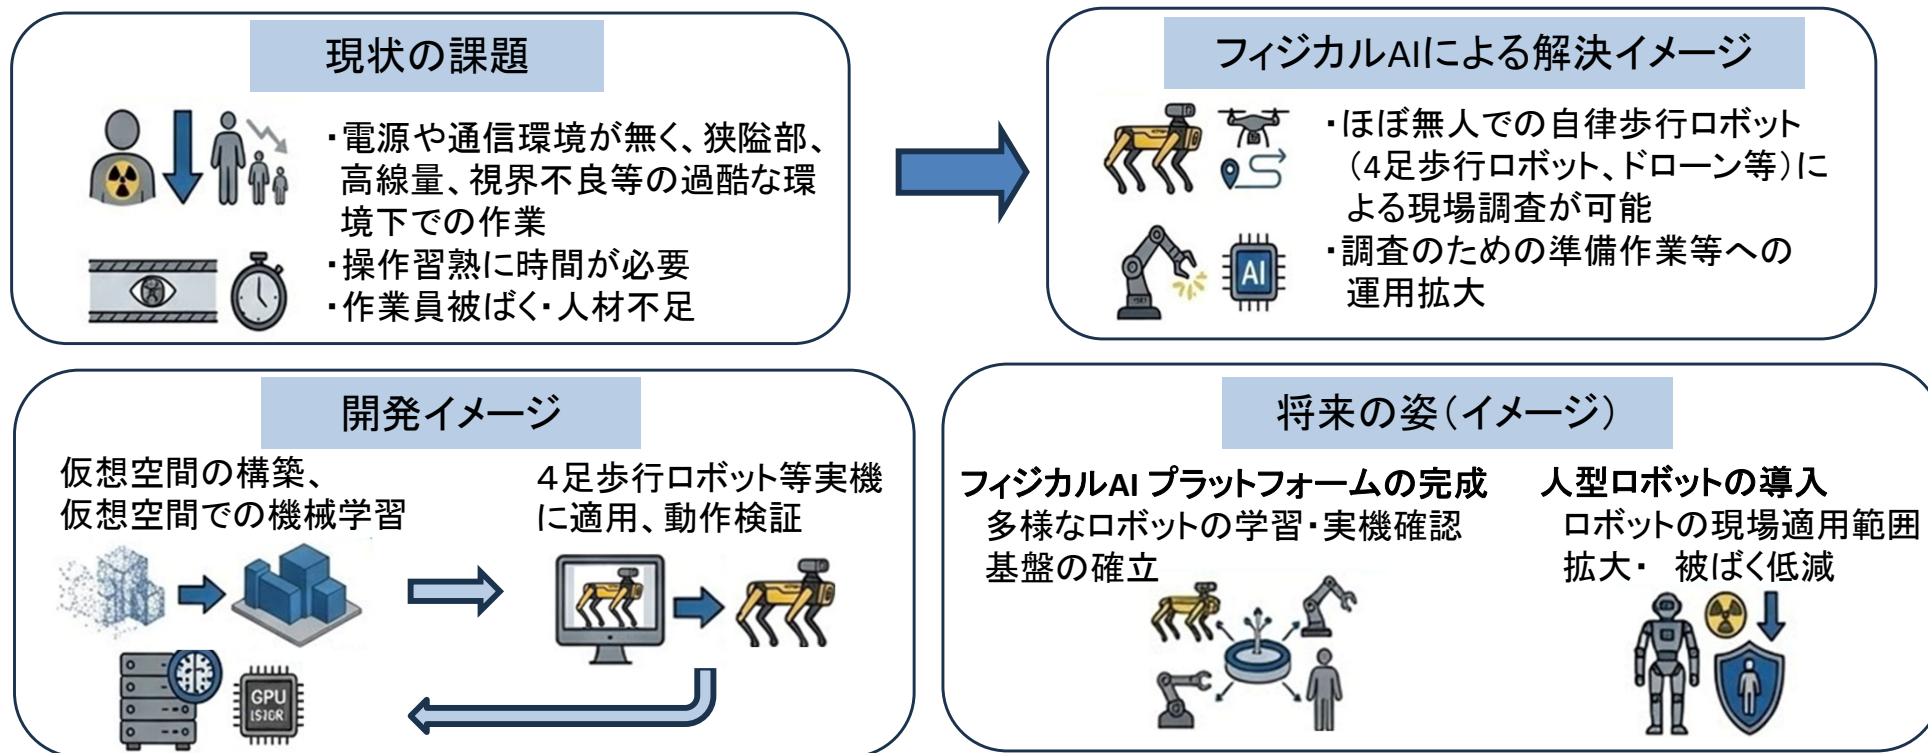 現状の課題
・電源や通信環境が無く、狭隘部、
高線量、視界不良等の過酷な環
境下での作業
・操作習熟に時間が必要
・作業員被ばく・人材不足
フィジカルAIによる解決イメージ
・ほぼ無人での自律歩行ロボット
（4足歩行ロボット、ドローン等）に
よる現場調査が可能
・調査のための準備作業等への
運用拡大
AI
開発イメージ
仮想空間の構築、
仮想空間での機械学習
４足歩行ロボット等実機
に適用、動作検証
GPU
将来の姿（イメージ）
フィジカルAI プラットフォームの完成
多様なロボットの学習・実機確認
基盤の確立
人型ロボットの導入
ロボットの現場適用範囲
拡大・ 被ばく低減